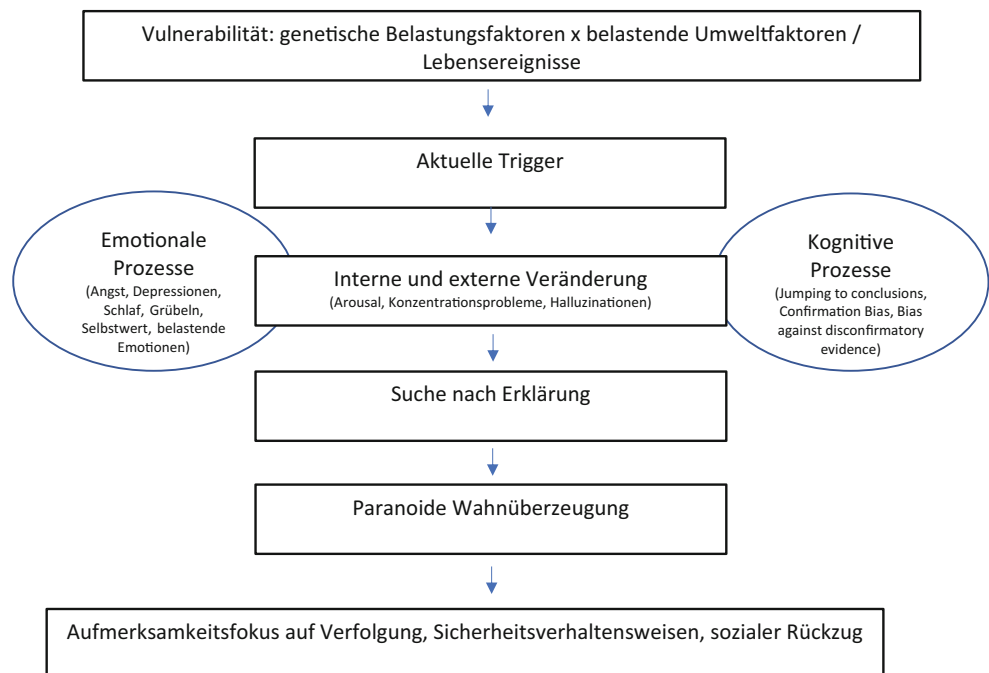 Vulnerabilität: genetische Belastungsfaktoren x belastende Umweltfaktoren /
Lebensereignisse
Aktuelle Trigger
Emotionale
Prozesse
(Angst, Depressionen,
Schlaf, Grübeln,
Selbstwert, belastende
Emotionen)
Interne und externe Veränderung
(Arousal, Konzentrationsprobleme, Halluzinationen)
Kognitive
Prozesse
(Jumping to conclusions,
Confirmation Bias, Bias
against disconfirmatory
evidence)
Suche nach Erklärung
Paranoide Wahnüberzeugung
Aufmerksamkeitsfokus auf Verfolgung, Sicherheitsverhaltensweisen, sozialer Rückzug